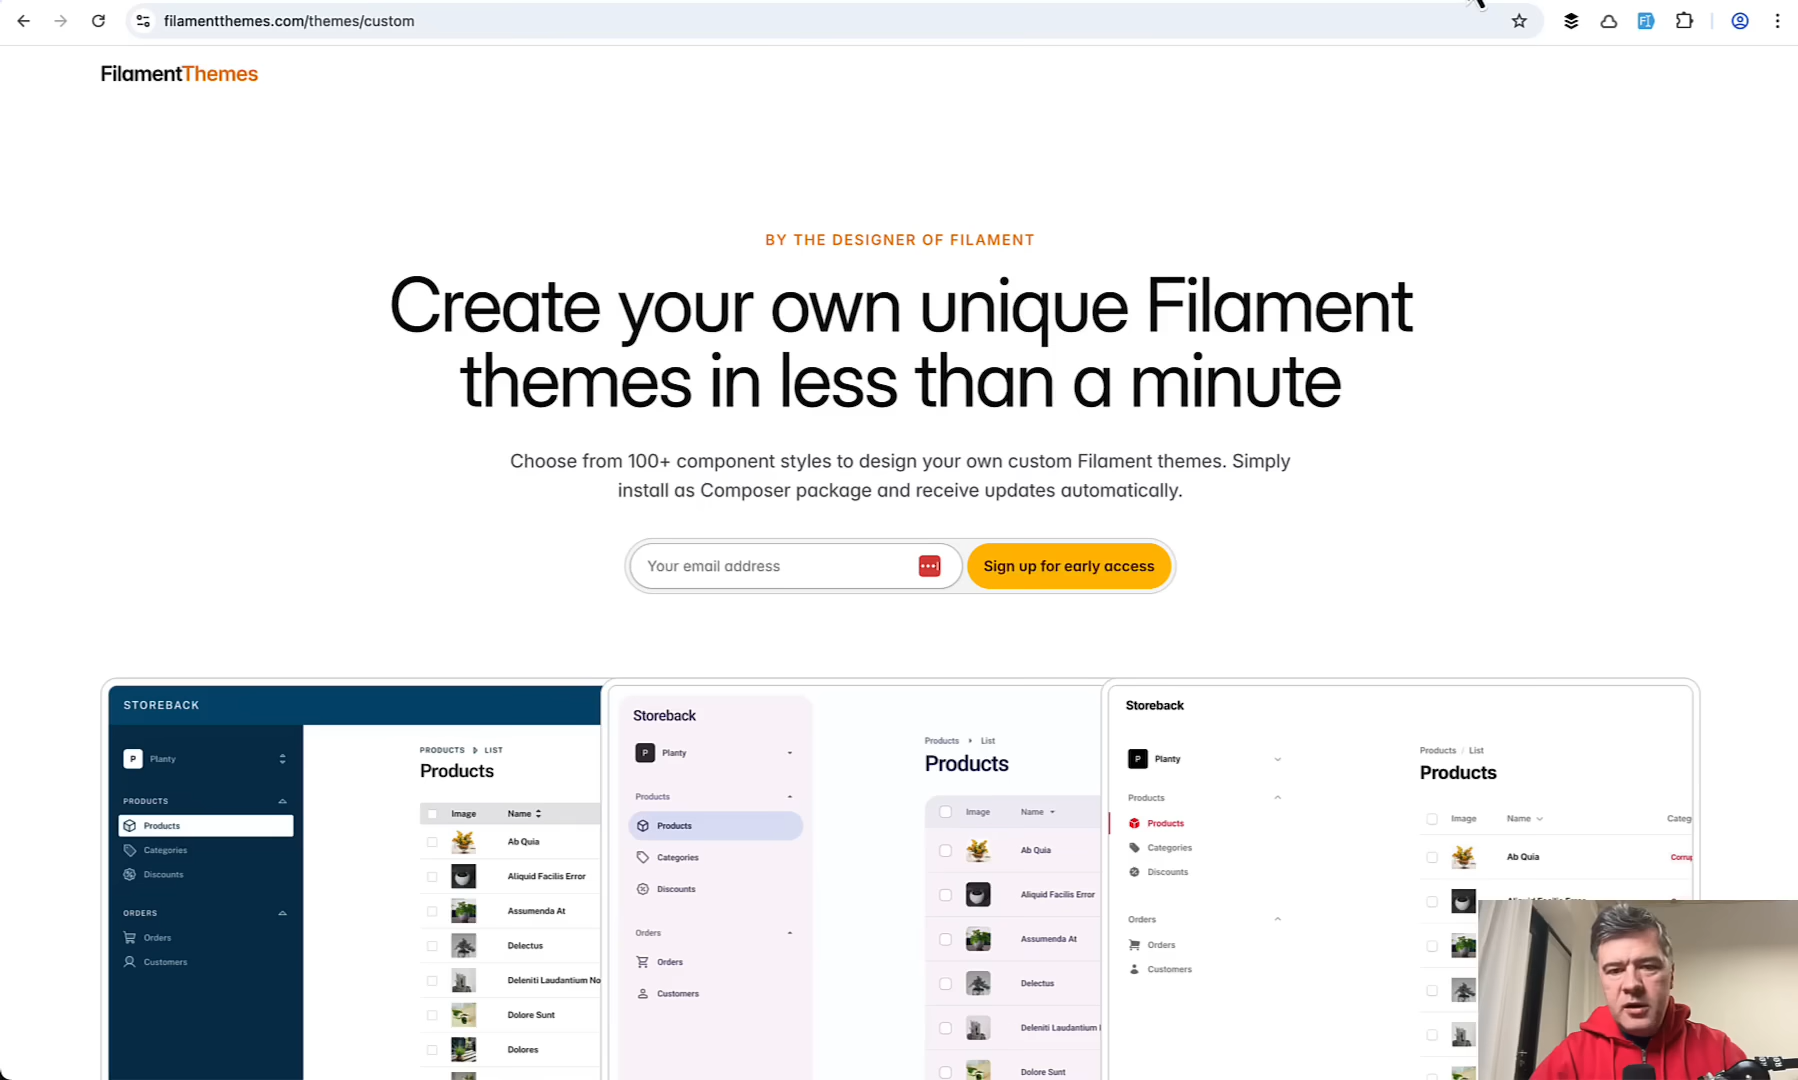 filamentthemes.com/themes/custom
FilamentThemes
BY THE DESIGNER OF FILAMENT
Create your own unique Filament
themes in less than a minute
Choose from 100+ component styles to design your own custom Filament themes. Simply
install as Composer package and receive updates automatically.
Your email address
Sign up for early access
STOREBACK
P Planty
PRODUCTS
Products
Categories
Discounts
ORDERS
Orders
Customers
PRODUCTS LIST
Products
Image Name
Ab Quia
Aliquid Facilis Error
Assumenda At
Delectus
Deleniti Laudantium No
Dolore Sunt
Dolores
Storeback
P Planty
Products
Products
Categories
Discounts
Orders
Orders
Customers
Products List
Products
Image Name
Ab Quia
Aliquid Facilis Error
Assumenda At
Delectus
Deleniti Laudantium
Dolore Sunt
Storeback
P Planty
Products
Products
Categories
Discounts
Orders
Orders
Customers
Products / List
Products
Image Name Categ
Ab Quia Corrup